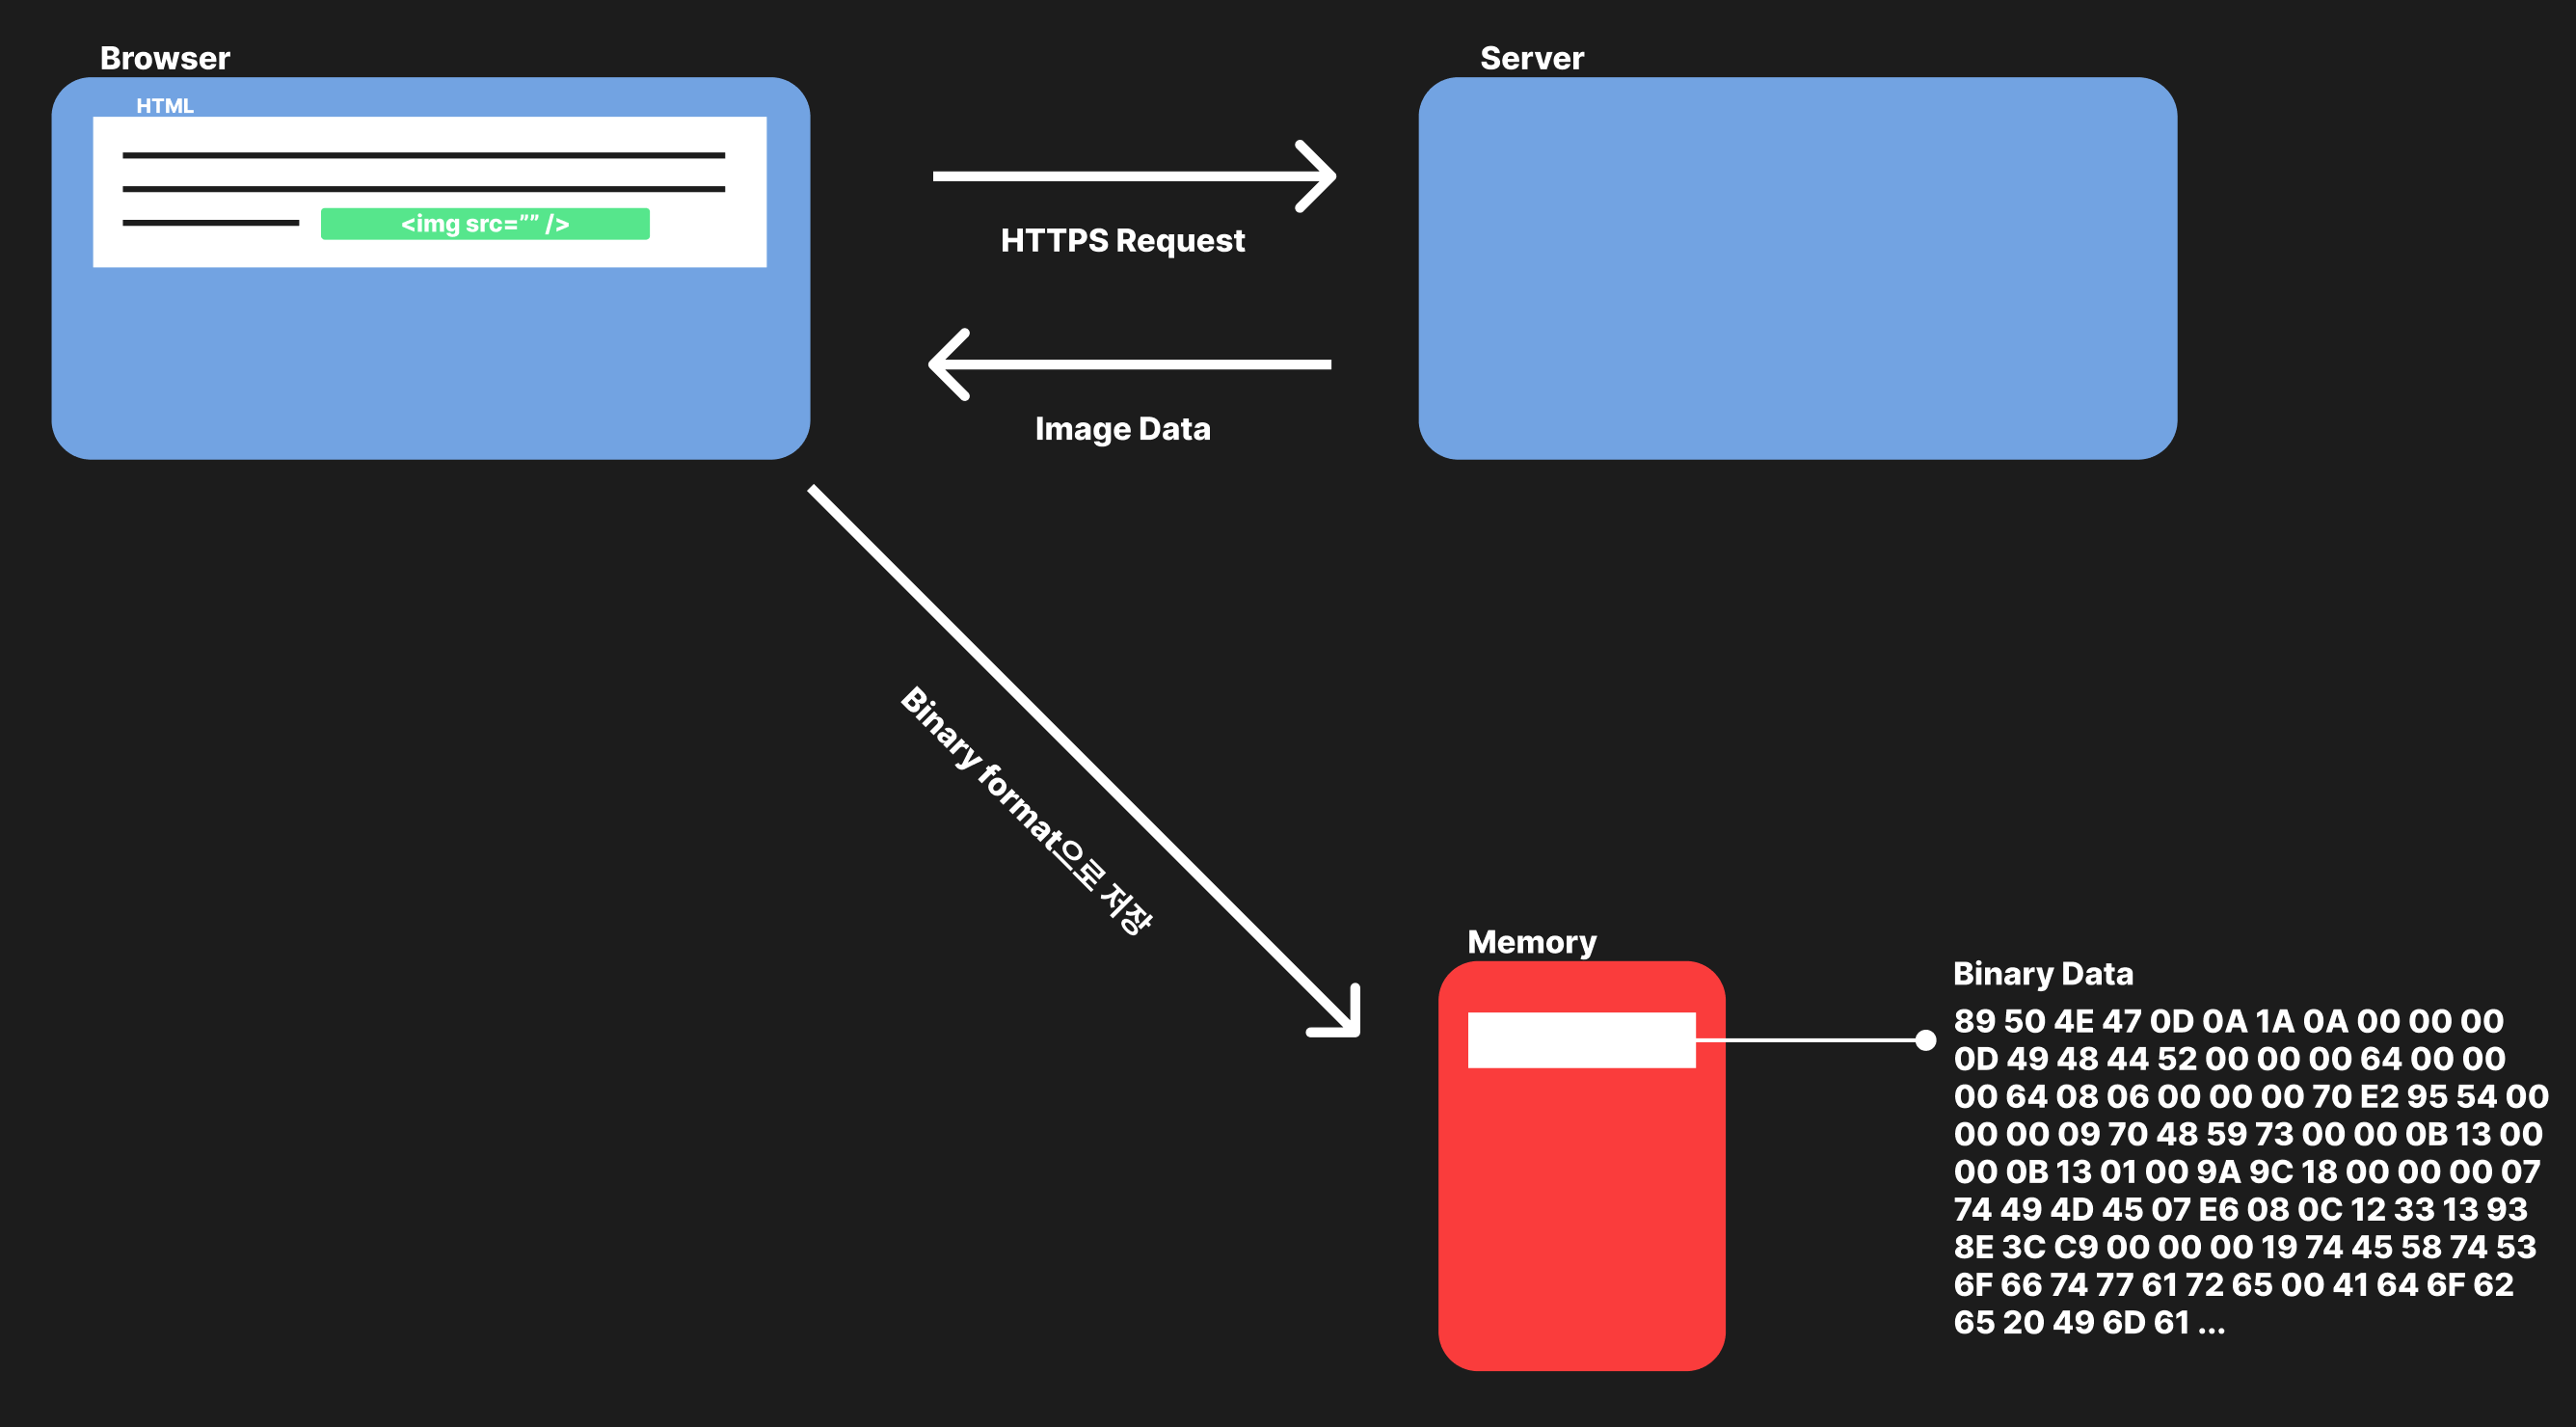 Browser
HTML
<img src=”” />
Server
HTTPS Request
Image Data
Binary format으로 저장
Memory
Binary Data
89 50 4E 47 0D 0A 1A 0A 00 00 00
0D 49 48 44 52 00 00 00 64 00 00
00 64 08 06 00 00 00 70 E2 95 54 00
00 00 09 70 48 59 73 00 00 0B 13 00
00 0B 13 01 00 9A 9C 18 00 00 00 07
74 49 4D 45 07 E6 08 0C 12 33 13 93
8E 3C C9 00 00 00 19 74 45 58 74 53
6F 66 74 77 61 72 65 00 41 64 6F 62
65 20 49 6D 61 ...